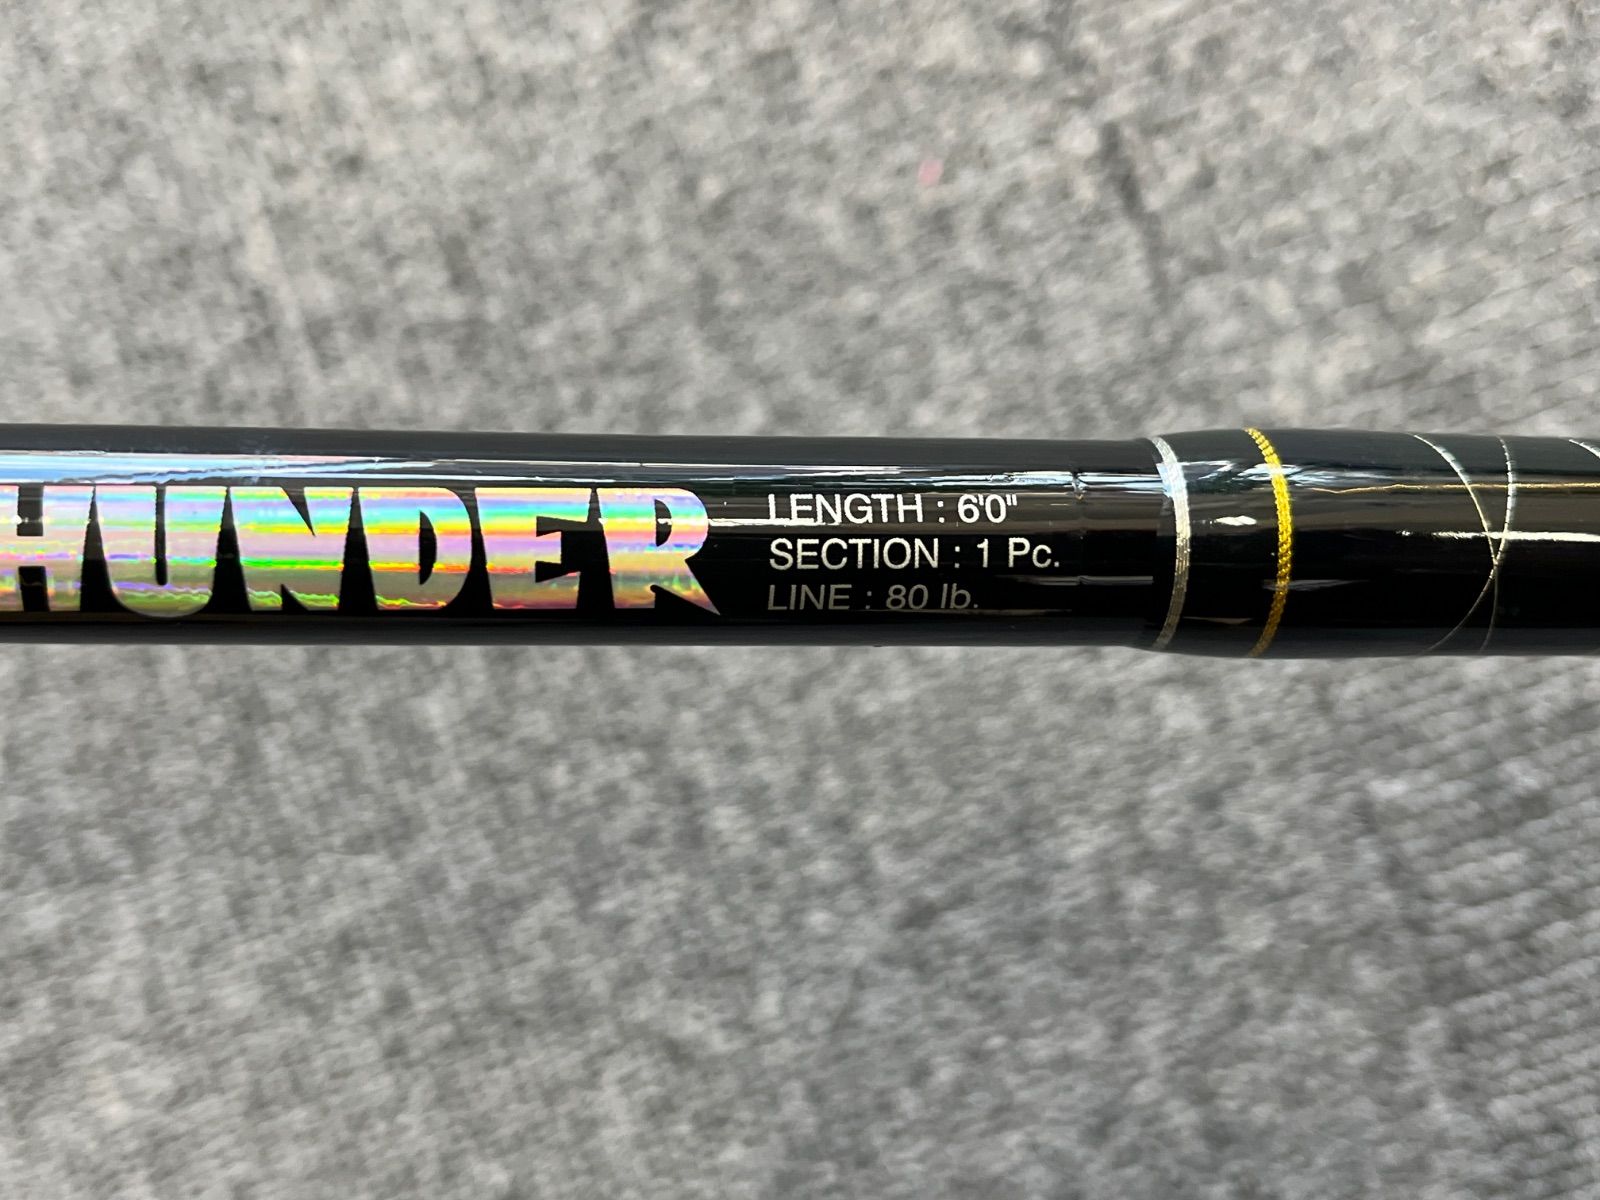 HUNDER
LENGTH : 6'0"
SECTION : 1 Pc.
LINE : 80 lb.